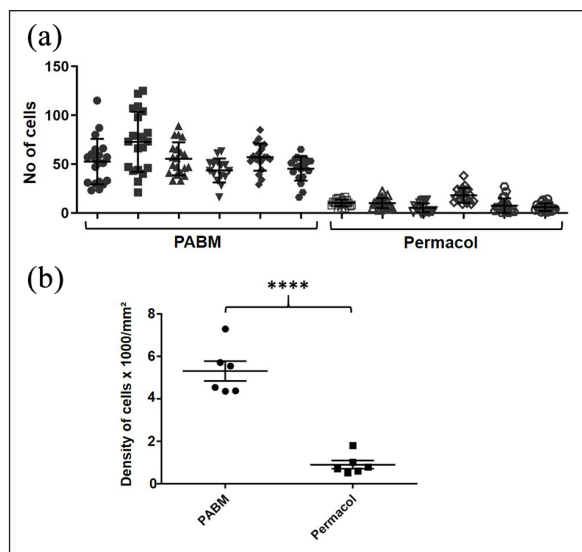 (a)
No of cells
150
100
50
0
PABM
Permacol
(b)
****
Density of cells x 1000/mm²
8
6
4
2
0
PABM
Permacol